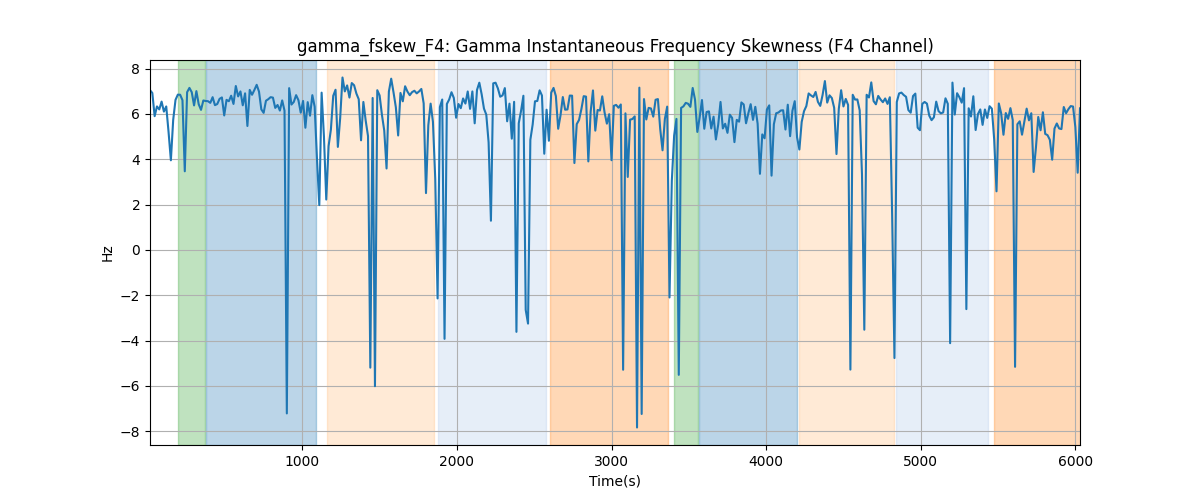 gamma_fskew_F4: Gamma Instantaneous Frequency Skewness (F4 Channel)
8
6
4
2
0
−2
−4
−6
−8
Hz
1000 2000 3000 4000 5000 6000
Time(s)